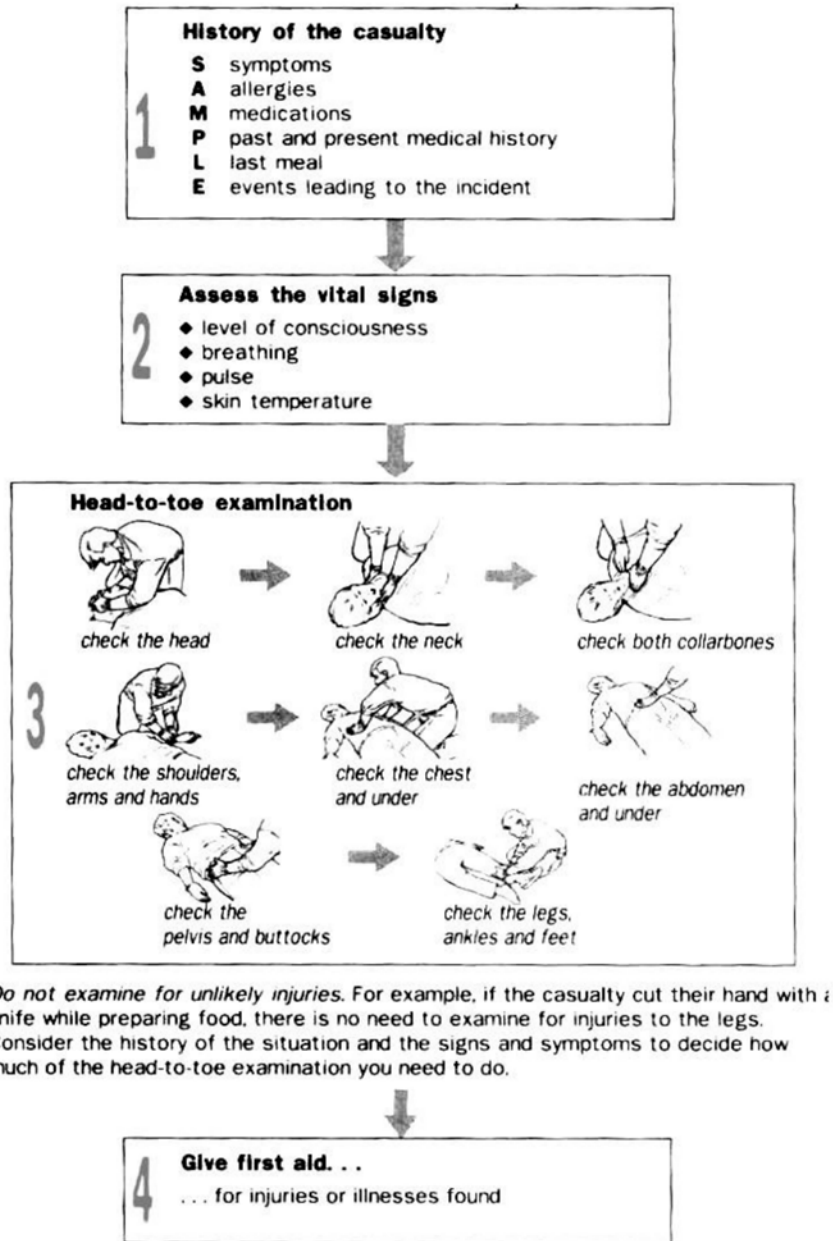 History of the casualty
S symptoms
A allergies
M medications
P past and present medical history
L last meal
E events leading to the incident
1
Assess the vital signs
◆ level of consciousness
◆ breathing
◆ pulse
◆ skin temperature
2
Head-to-toe examination
check the head
check the neck
check both collarbones
3
check the shoulders,
arms and hands
check the chest
and under
check the abdomen
and under
check the
pelvis and buttocks
check the legs,
ankles and feet
o not examine for unlikely injuries. For example, if the casualty cut their hand with
nife while preparing food, there is no need to examine for injuries to the legs.
onsider the history of the situation and the signs and symptoms to decide how
uch of the head-to-toe examination you need to do.
4
Give first aid. . .
. . . for injuries or illnesses found